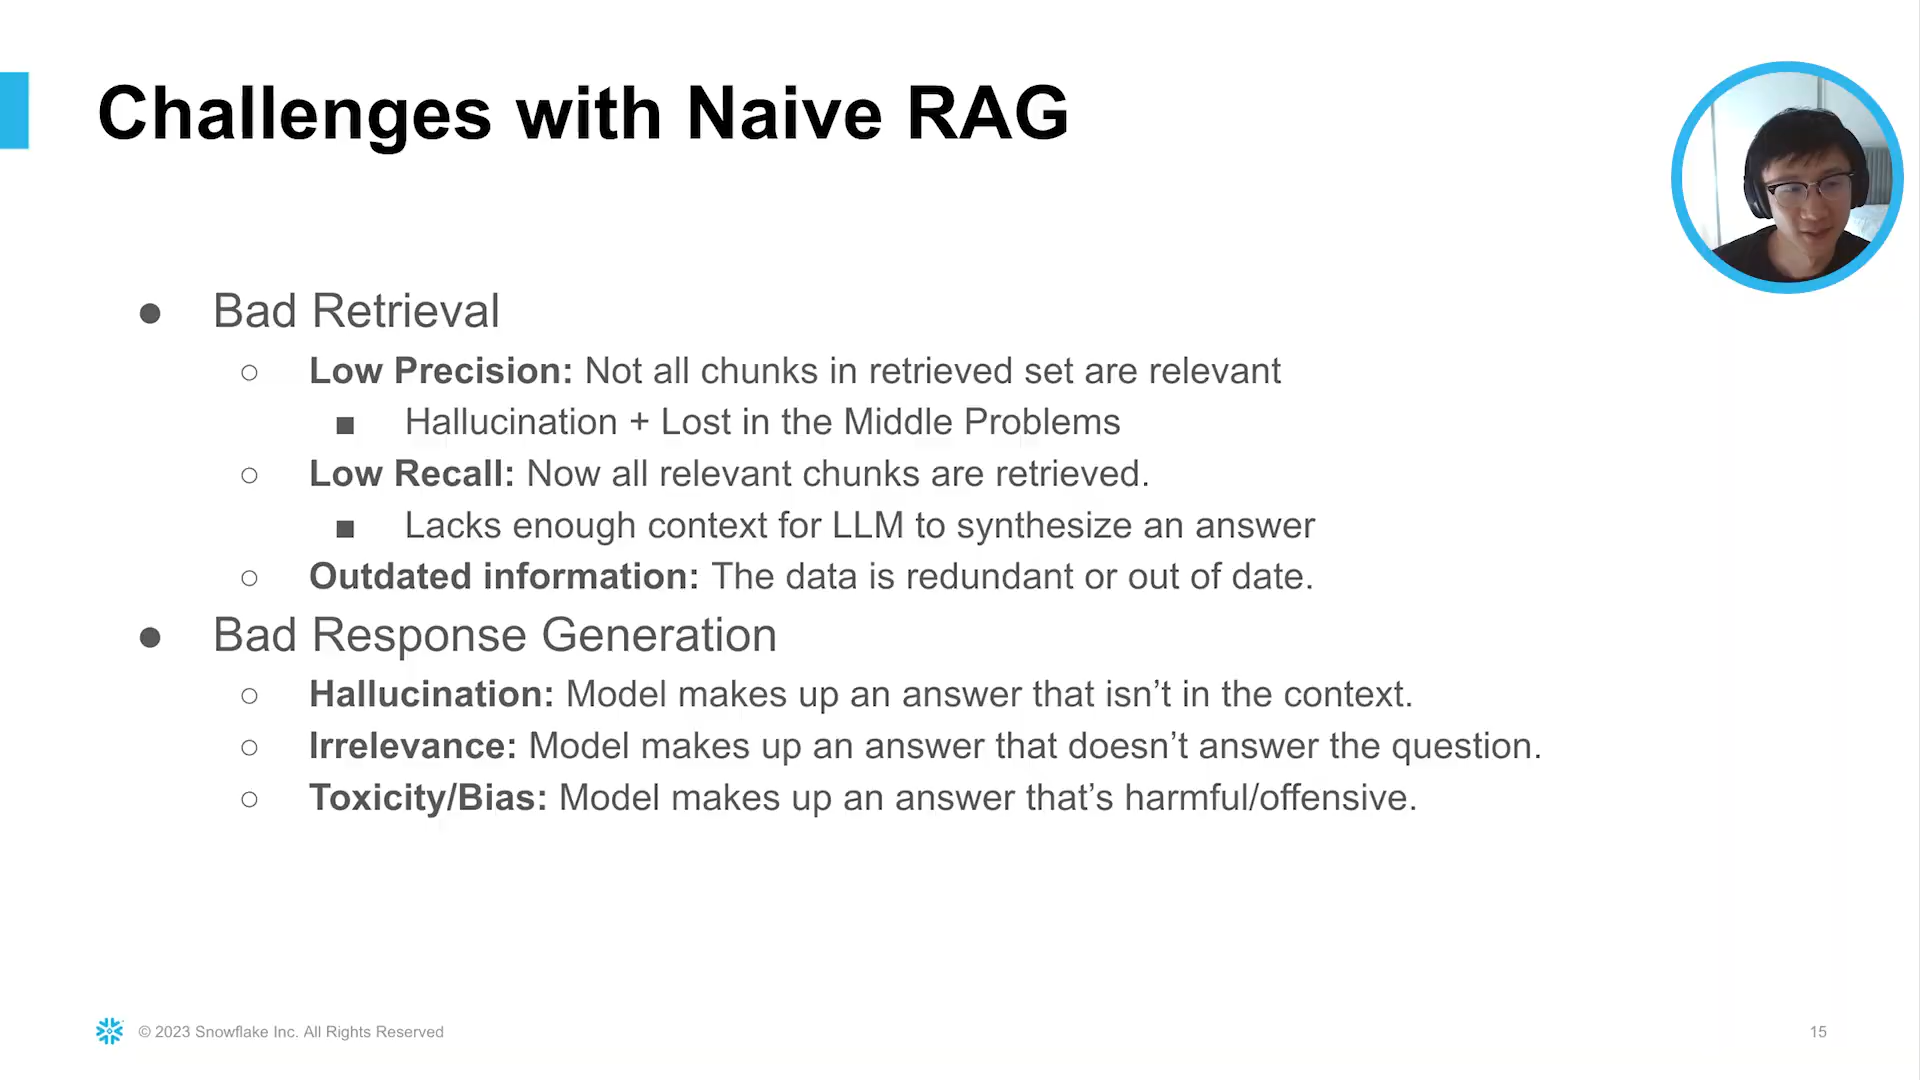 Challenges with Naive RAG
● Bad Retrieval
○ Low Precision: Not all chunks in retrieved set are relevant
■ Hallucination + Lost in the Middle Problems
○ Low Recall: Now all relevant chunks are retrieved.
■ Lacks enough context for LLM to synthesize an answer
○ Outdated information: The data is redundant or out of date.
● Bad Response Generation
○ Hallucination: Model makes up an answer that isn’t in the context.
○ Irrelevance: Model makes up an answer that doesn’t answer the question.
○ Toxicity/Bias: Model makes up an answer that’s harmful/offensive.
© 2023 Snowflake Inc. All Rights Reserved
15